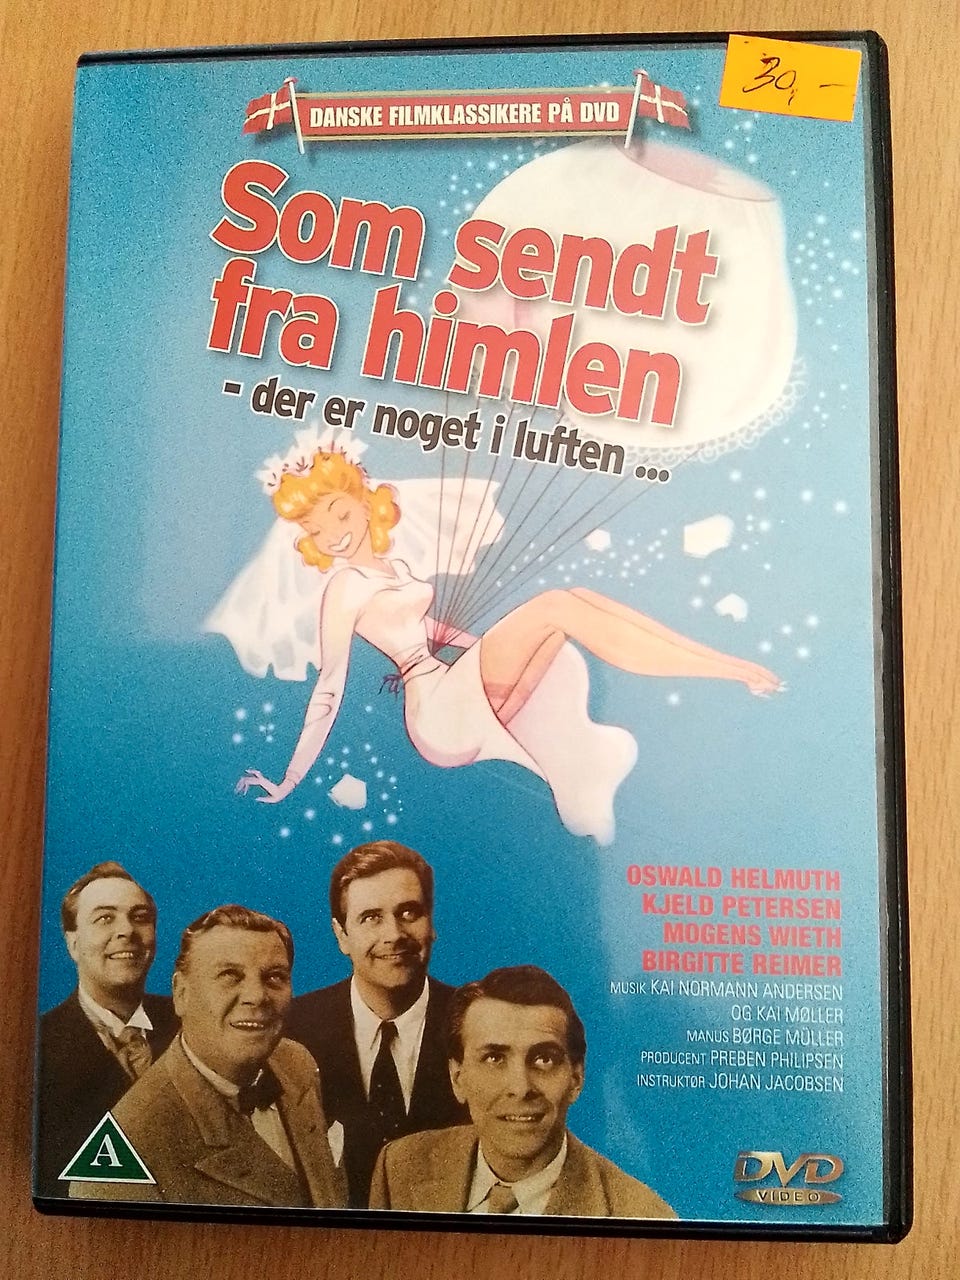 30,-
DANSKE FILMKLASSIKERE PÅ DVD
Som sendt
fra himlen
- der er noget i luften ...
OSWALD HELMUTH
KJELD PETERSEN
MOGENS WIETH
BIRGITTE REIMER
MUSIK KAI NORMANN ANDERSEN
OG KAI MØLLER
MANUS BØRGE MÜLLER
PRODUCENT PREBEN PHILIPSEN
INSTRUKTØR JOHAN JACOBSEN
A
DVD
VIDEO